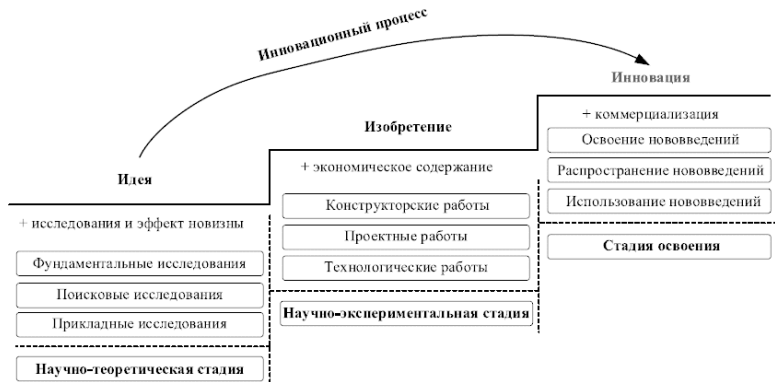 Инновационный процесс
Идея
+ исследования и эффект новизны
Фундаментальные исследования
Поисковые исследования
Прикладные исследования
Научно-теоретическая стадия
Изобретение
+ экономическое содержание
Конструкторские работы
Проектные работы
Технологические работы
Научно-экспериментальная стадия
Инновация
+ коммерциализация
Освоение нововведений
Распространение нововведений
Использование нововведений
Стадия освоения